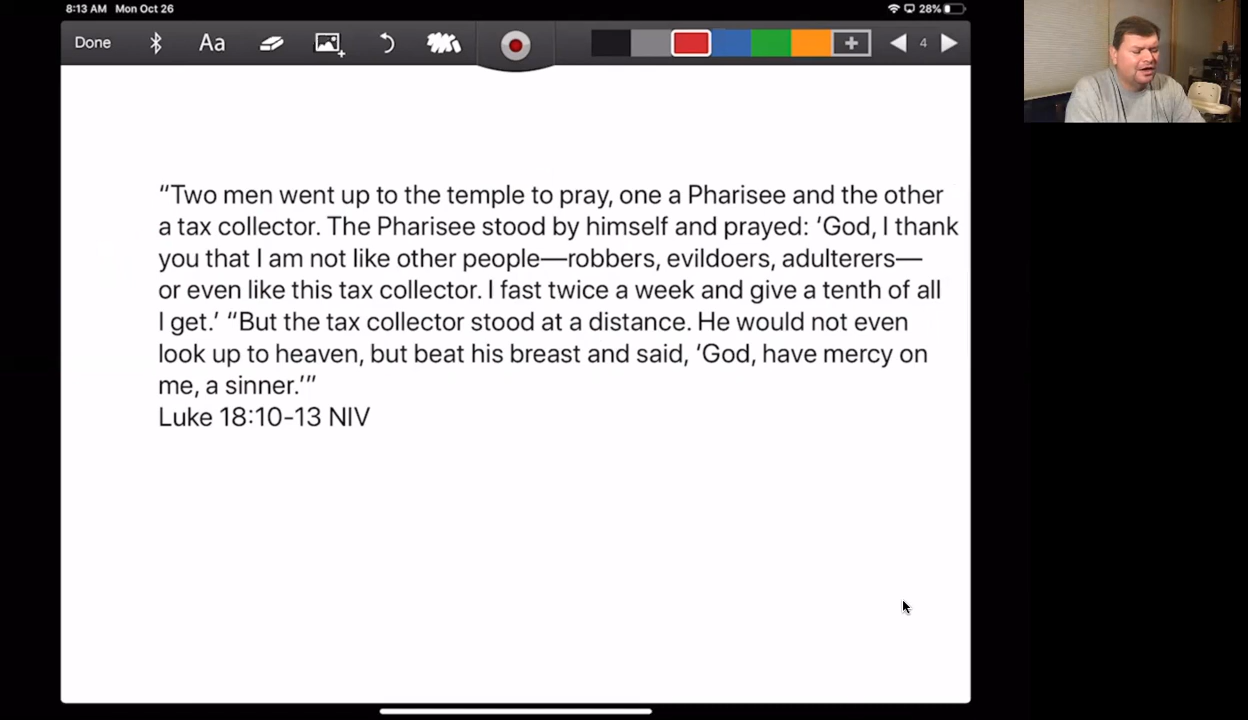 8:13 AM Mon Oct 26
28%
Done
Aa
4
“Two men went up to the temple to pray, one a Pharisee and the other
a tax collector. The Pharisee stood by himself and prayed: ‘God, I thank
you that I am not like other people—robbers, evildoers, adulterers—
or even like this tax collector. I fast twice a week and give a tenth of all
I get.’ “But the tax collector stood at a distance. He would not even
look up to heaven, but beat his breast and said, ‘God, have mercy on
me, a sinner.’”
Luke 18:10-13 NIV